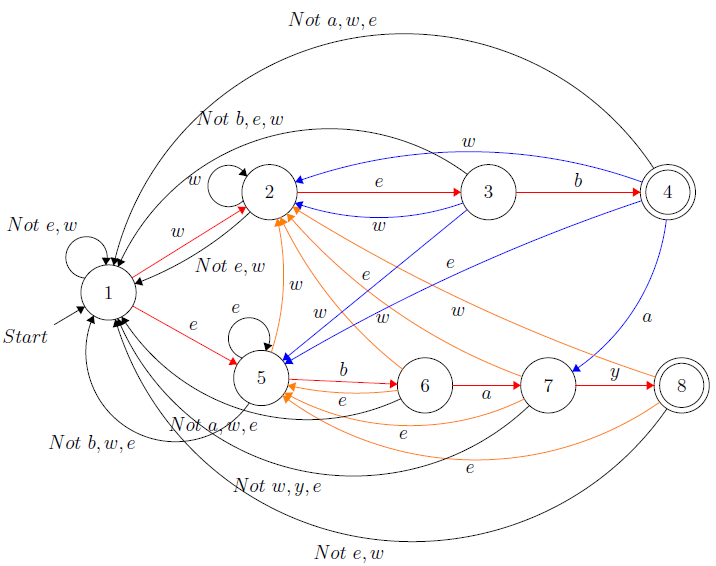 Not a, w, e
Not b, e, w
w
w
2
e
3
b
4
w
Not e, w
w
Not e, w
1
e
e
w
a
Start
e
e
w
w
w
w
5
b
6
a
7
y
8
e
Not b, w, e
Not a, w, e
e
e
Not w, y, e
Not e, w